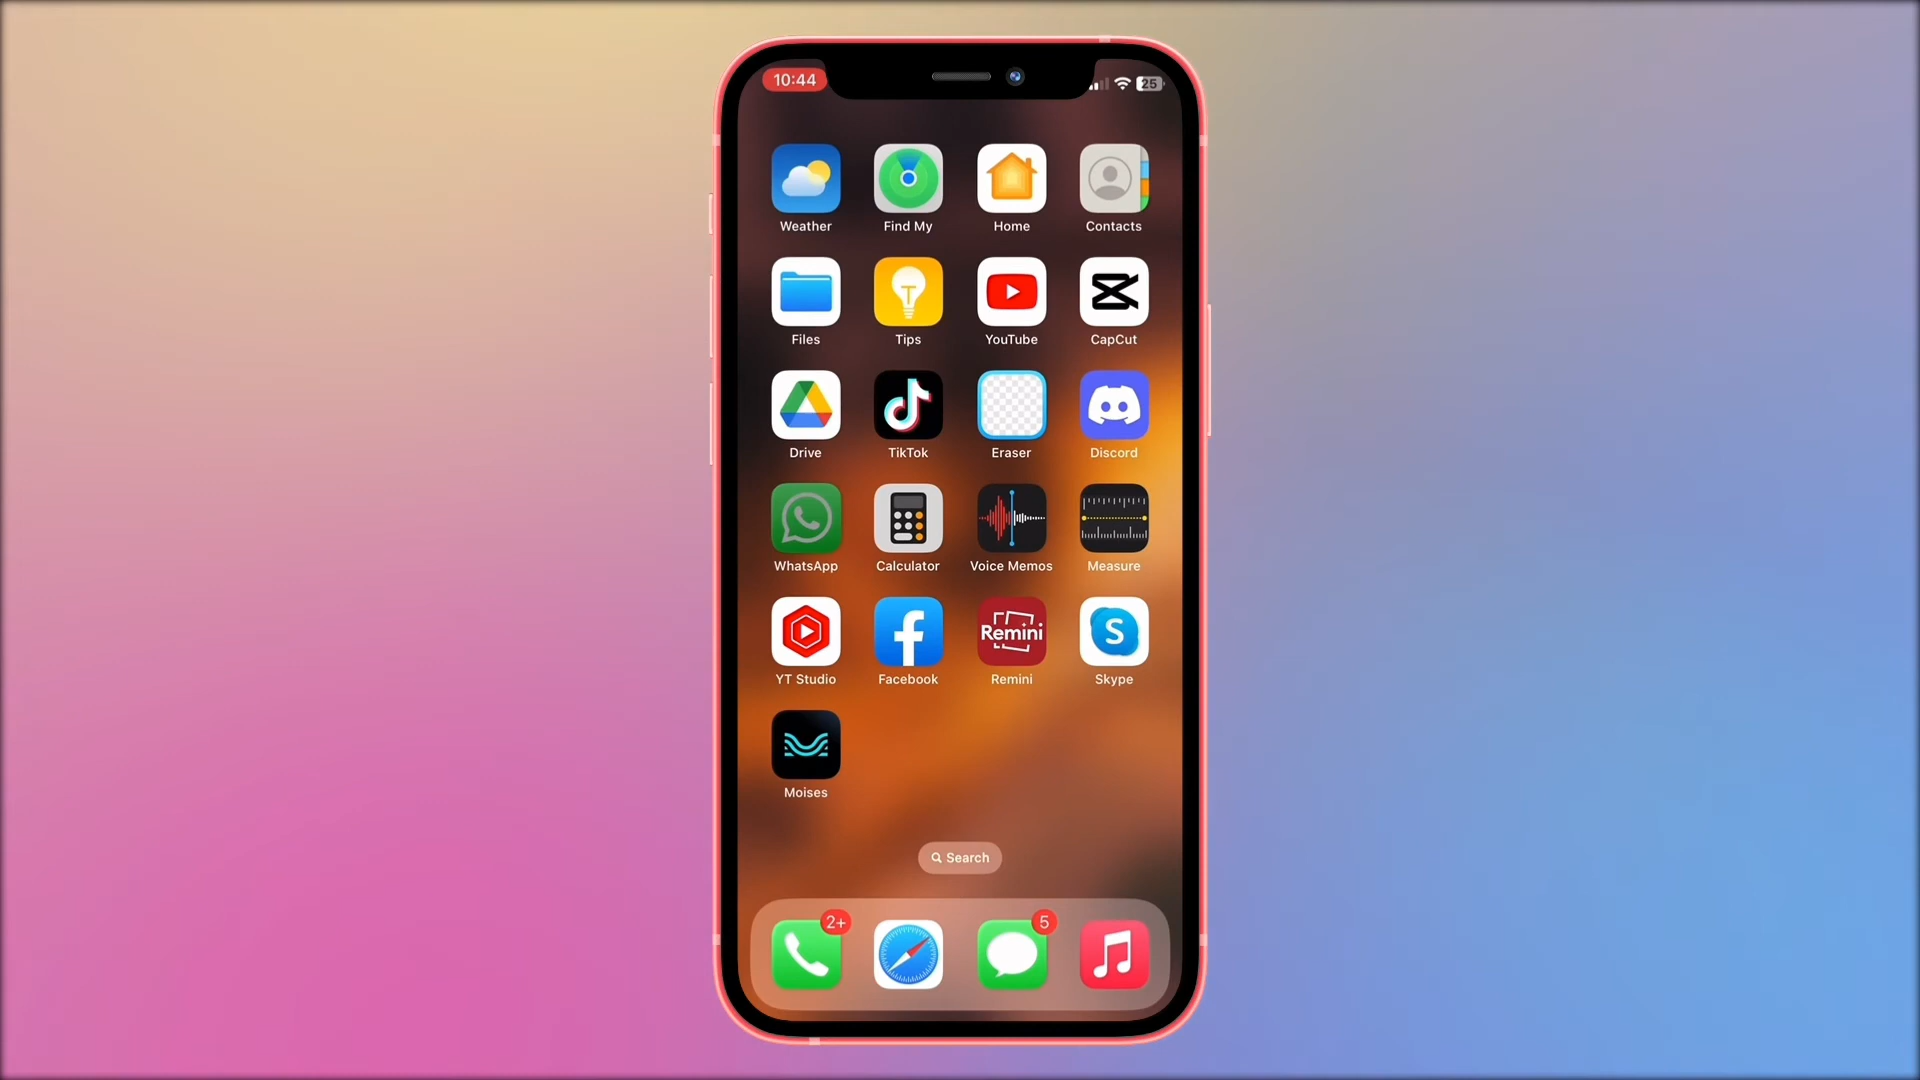 10:44
25
Weather Find My Home Contacts
Files Tips YouTube CapCut
Drive TikTok Eraser Discord
WhatsApp Calculator Voice Memos Measure
Remini
YT Studio Facebook Remini Skype
Moises
Search
2+ 5